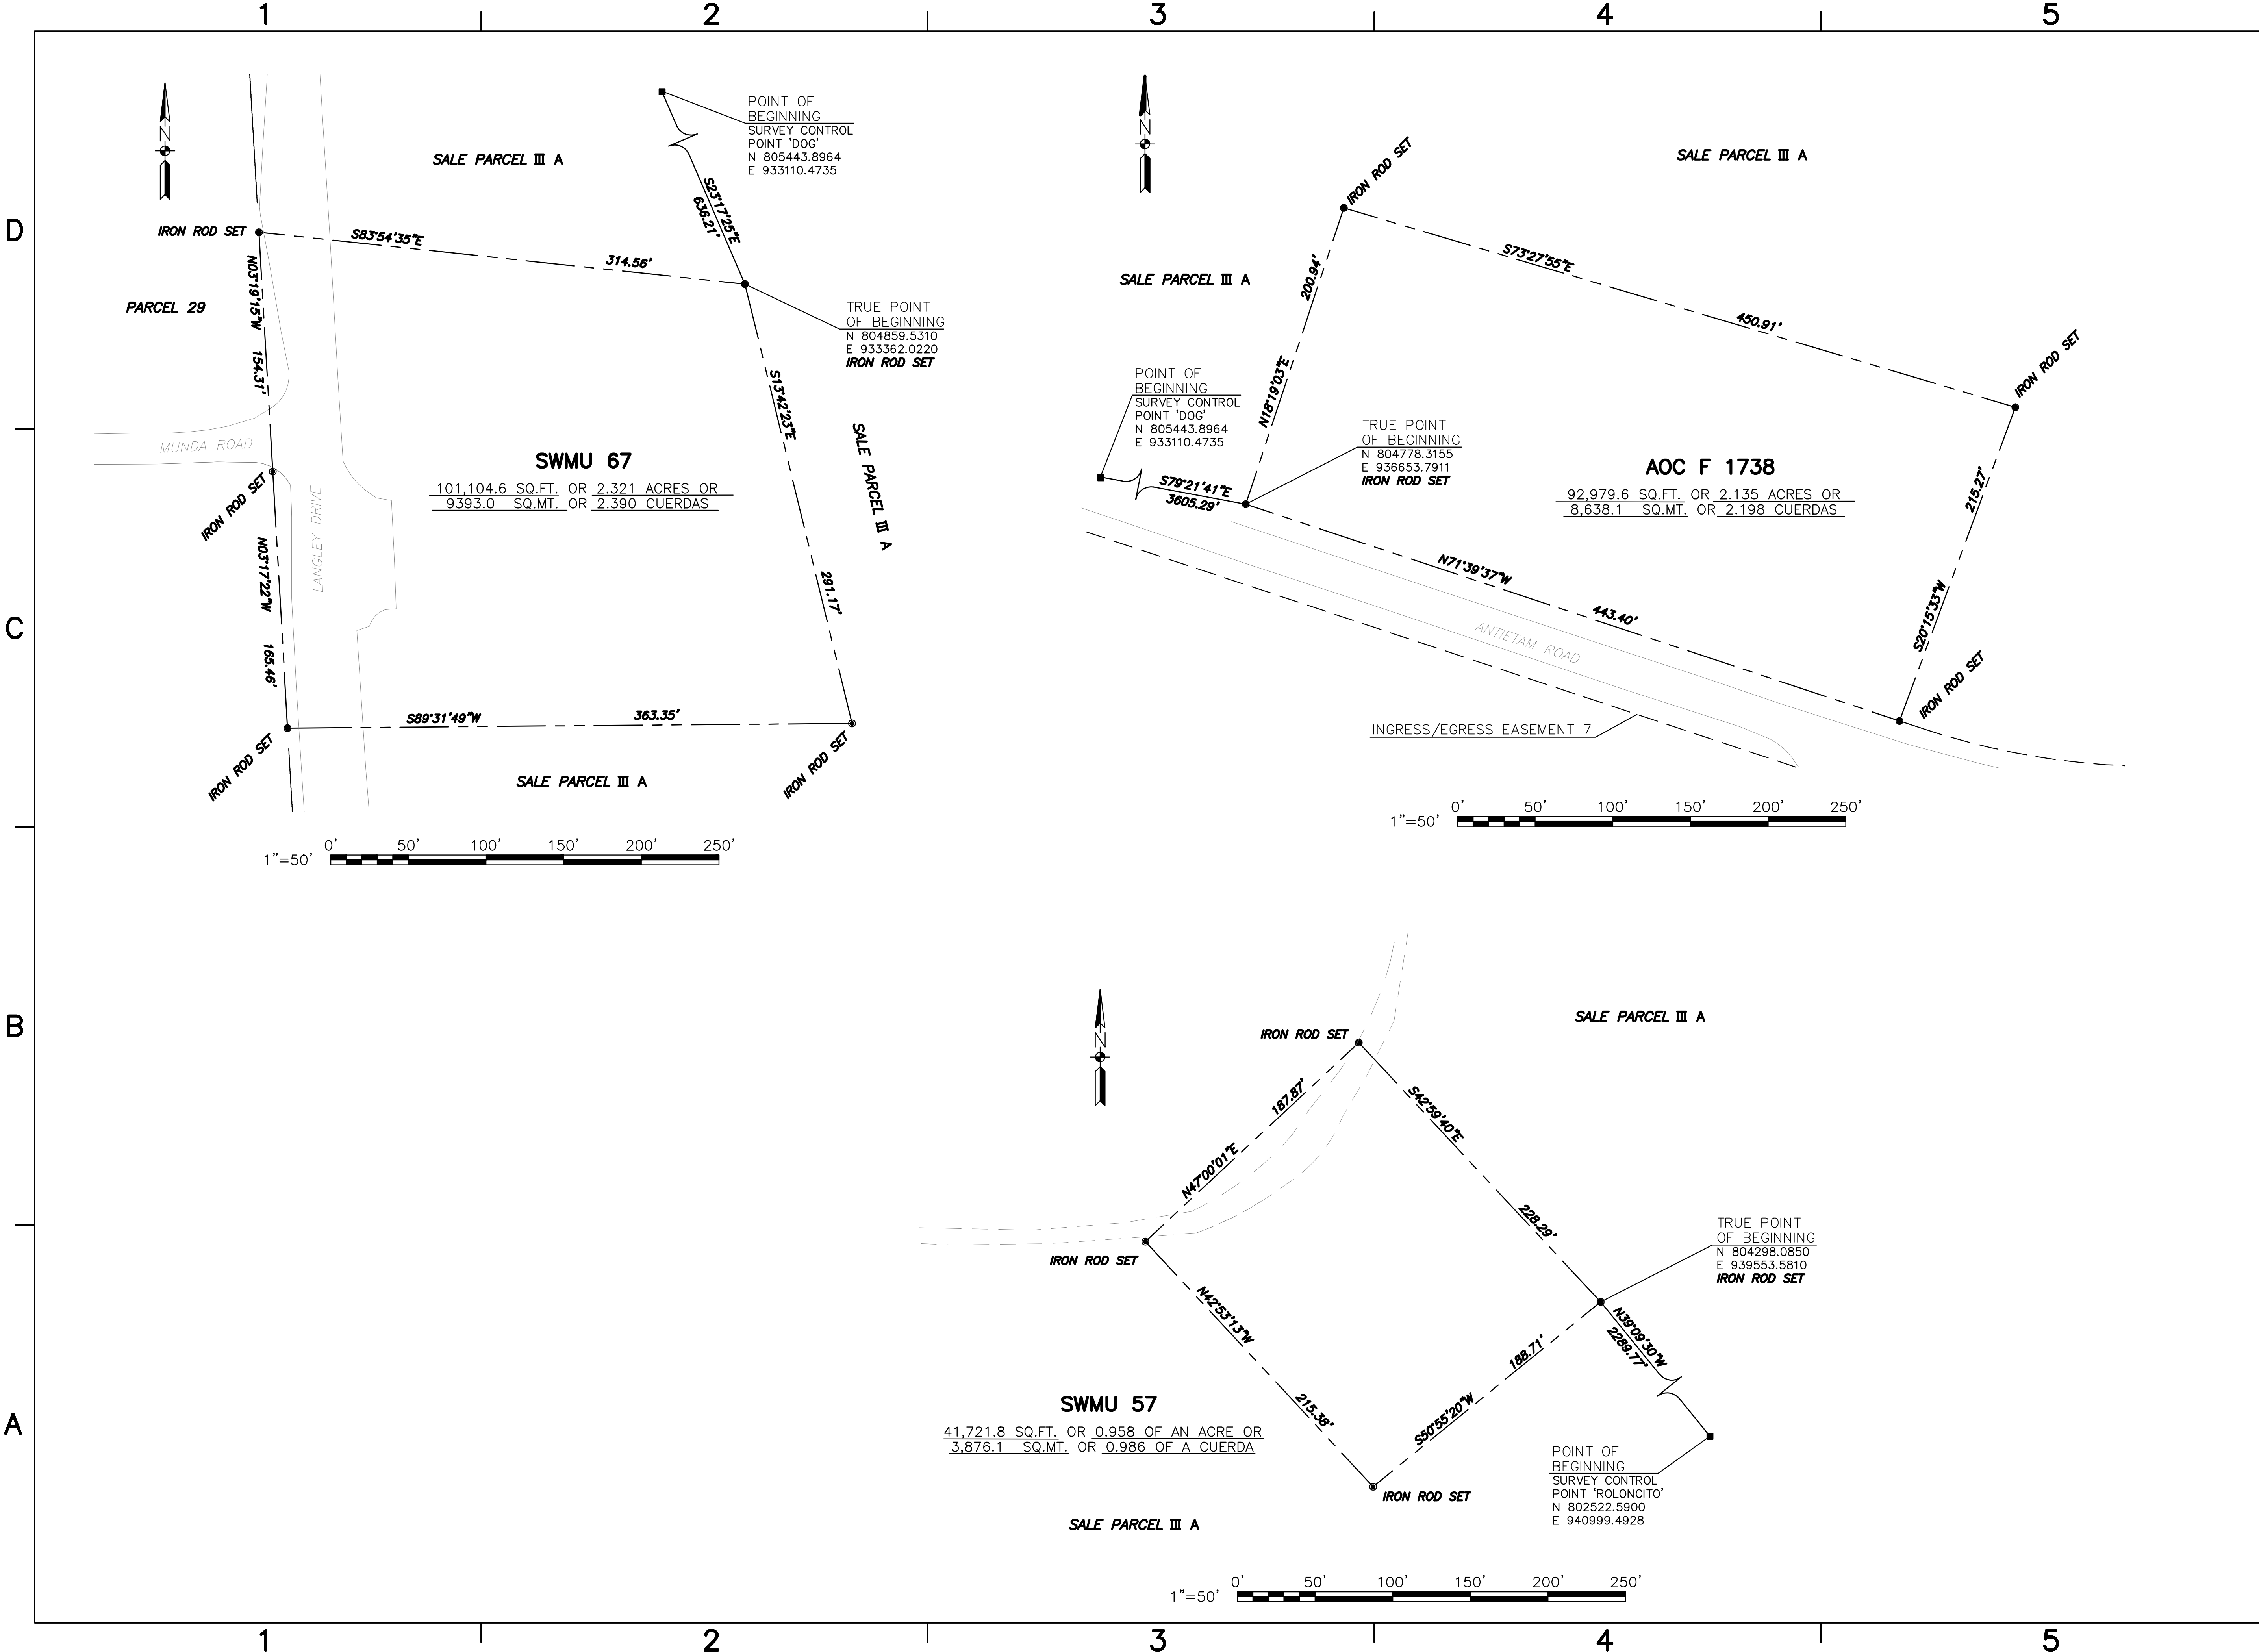 1
2
3
4
5
D
C
B
A
N
SALE PARCEL III A
POINT OF
BEGINNING
SURVEY CONTROL
POINT 'DOG'
N 805443.8964
E 933110.4735
S23°17'25"E
636.21'
IRON ROD SET
S83°54'35"E
314.56'
N03°19'15"W
154.31'
PARCEL 29
TRUE POINT
OF BEGINNING
N 804859.5310
E 933362.0220
IRON ROD SET
S13°42'23"E
291.17'
SALE PARCEL III A
MUNDA ROAD
SWMU 67
101,104.6 SQ.FT. OR 2.321 ACRES OR
9393.0 SQ.MT. OR 2.390 CUERDAS
IRON ROD SET
LANGLEY DRIVE
N03°17'22"W
165.46'
S89°31'49"W
363.35'
IRON ROD SET
IRON ROD SET
SALE PARCEL III A
1"=50'
0' 50' 100' 150' 200' 250'
N
IRON ROD SET
SALE PARCEL III A
SALE PARCEL III A
200.94'
N18°19'03"E
S73°27'55"E
450.91'
IRON ROD SET
POINT OF
BEGINNING
SURVEY CONTROL
POINT 'DOG'
N 805443.8964
E 933110.4735
TRUE POINT
OF BEGINNING
N 804778.3155
E 936653.7911
IRON ROD SET
S79°21'41"E
3605.29'
AOC F 1738
92,979.6 SQ.FT. OR 2.135 ACRES OR
8,638.1 SQ.MT. OR 2.198 CUERDAS
215.27'
S20°15'33"W
N71°39'37"W
443.40'
ANTIETAM ROAD
IRON ROD SET
INGRESS/EGRESS EASEMENT 7
1"=50'
0' 50' 100' 150' 200' 250'
N
SALE PARCEL III A
IRON ROD SET
187.87'
N47°00'01"E
S42°59'40"E
228.29'
IRON ROD SET
TRUE POINT
OF BEGINNING
N 804298.0850
E 939553.5810
IRON ROD SET
N42°53'13"W
215.38'
188.71'
S50°55'20"W
N39°09'30"W
2289.77'
SWMU 57
41,721.8 SQ.FT. OR 0.958 OF AN ACRE OR
3,876.1 SQ.MT. OR 0.986 OF A CUERDA
POINT OF
BEGINNING
SURVEY CONTROL
POINT 'ROLONCITO'
N 802522.5900
E 940999.4928
IRON ROD SET
SALE PARCEL III A
1"=50'
0' 50' 100' 150' 200' 250'
1
2
3
4
5